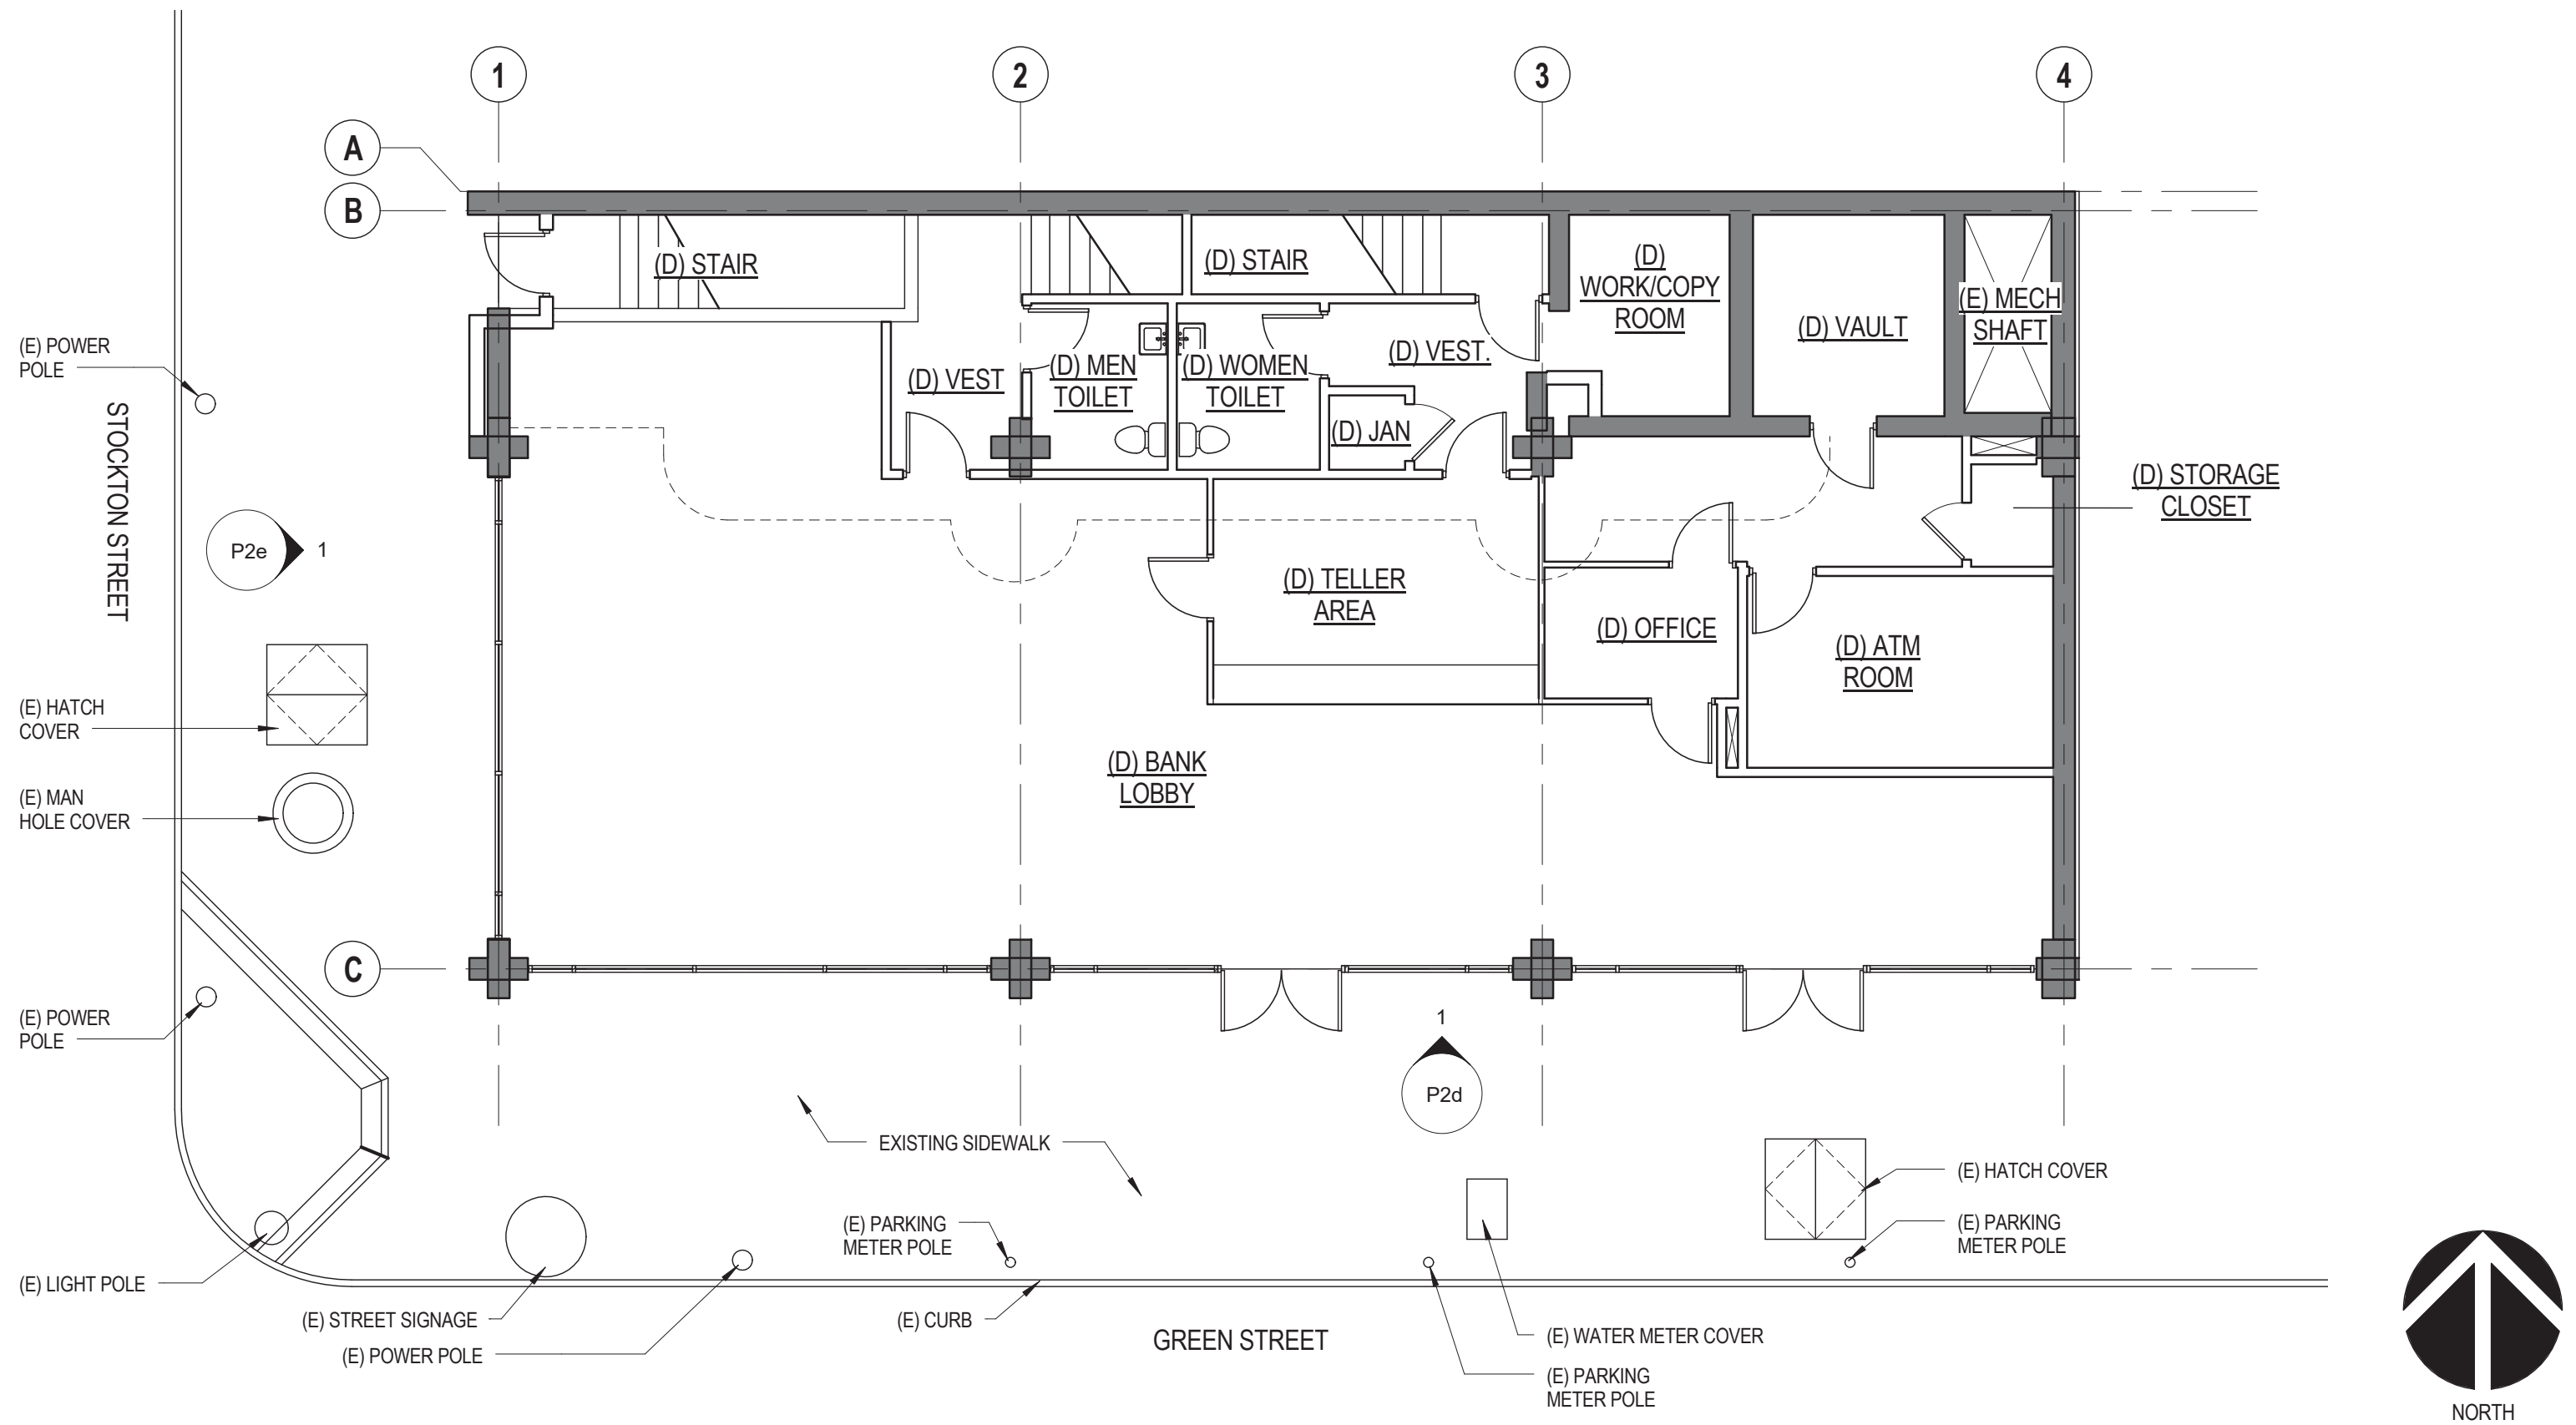 1
2
3
4
A
B
(D) STAIR
(D) STAIR
(D)
WORK/COPY
ROOM
(E) MECH
SHAFT
(D) VAULT
(E) POWER
POLE
(D) VEST
(D) MEN
TOILET
(D) WOMEN
TOILET
(D) VEST.
(D) JAN
STOCKTON STREET
(D) STORAGE
CLOSET
P2e
1
(D) TELLER
AREA
(D) OFFICE
(D) ATM
ROOM
(E) HATCH
COVER
(D) BANK
LOBBY
(E) MAN
HOLE COVER
C
(E) POWER
POLE
1
P2d
EXISTING SIDEWALK
(E) HATCH COVER
(E) PARKING
METER POLE
(E) PARKING
METER POLE
(E) LIGHT POLE
(E) STREET SIGNAGE
(E) CURB
(E) POWER POLE
GREEN STREET
(E) WATER METER COVER
(E) PARKING
METER POLE
NORTH